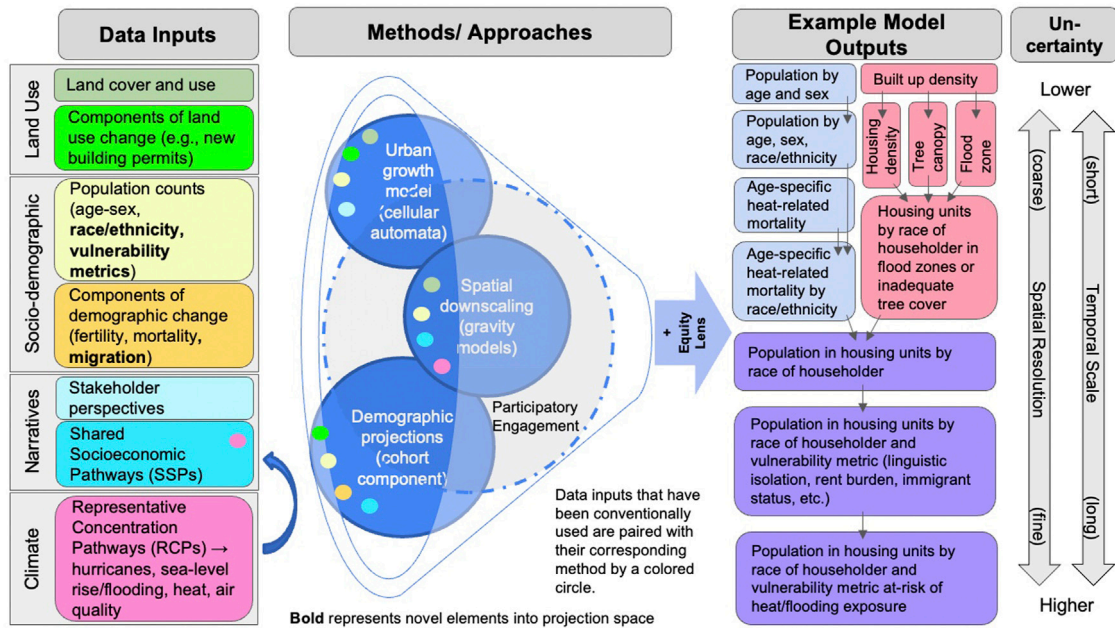 Data Inputs
Methods/ Approaches
Example Model
Outputs
Un-
certainty
Land Use
Land cover and use
Components of land
use change (e.g., new
building permits)
Socio-demographic
Population counts
(age-sex,
race/ethnicity,
vulnerability
metrics)
Components of
demographic change
(fertility, mortality,
migration)
Narratives
Stakeholder
perspectives
Shared
Socioeconomic
Pathways (SSPs)
Climate
Representative
Concentration
Pathways (RCPs) →
hurricanes, sea-level
rise/flooding, heat, air
quality
Urban
growth
model
(cellular
automata)
Spatial
downscaling
(gravity
models)
Demographic
projections
(cohort
component)
Participatory
Engagement
Data inputs that have
been conventionally
used are paired with
their corresponding
method by a colored
circle.
Bold represents novel elements into projection space
+
Equity
Lens
Population by
age and sex
Population by
age, sex,
race/ethnicity
Age-specific
heat-related
mortality
Age-specific
heat-related
mortality by
race/ethnicity
Built up density
Housing
density
Tree
canopy
Flood
zone
Housing units
by race of
householder in
flood zones or
inadequate
tree cover
Population in housing units by
race of householder
Population in housing units by
race of householder and
vulnerability metric (linguistic
isolation, rent burden, immigrant
status, etc.)
Population in housing units by
race of householder and
vulnerability metric at-risk of
heat/flooding exposure
Lower
(coarse)
Spatial Resolution
(fine)
(short)
Temporal Scale
(long)
Higher